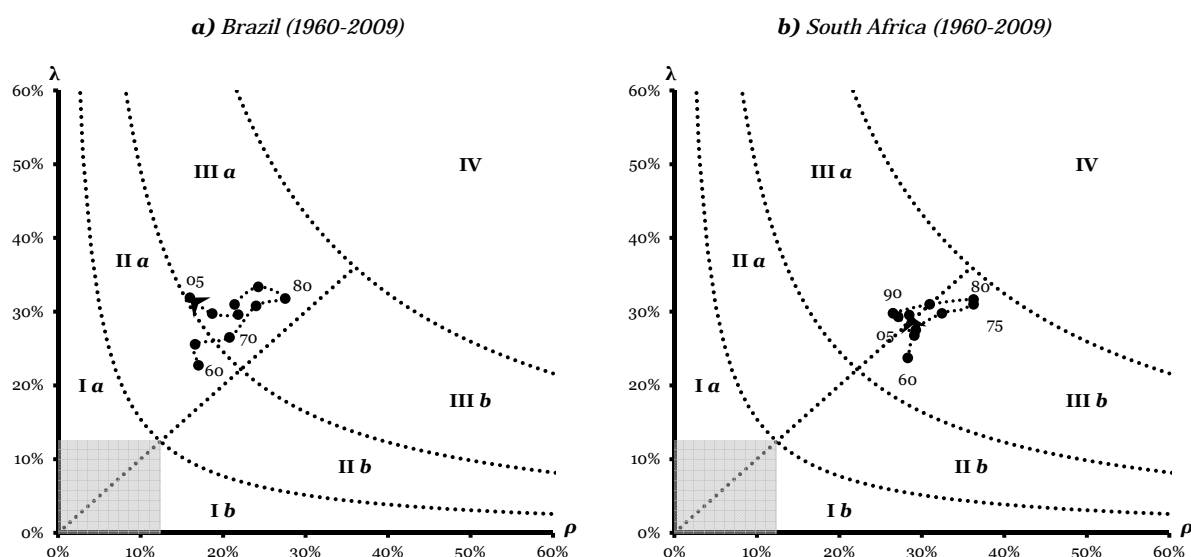 a) Brazil (1960-2009)
λ
60%
50%
40%
30%
20%
10%
0%
IV
III a
II a
05
80
70
60
I a
III b
II b
I b
ρ
0%
10%
20%
30%
40%
50%
60%
b) South Africa (1960-2009)
λ
60%
50%
40%
30%
20%
10%
0%
IV
III a
II a
90
80
75
05
60
I a
III b
II b
I b
ρ
0%
10%
20%
30%
40%
50%
60%